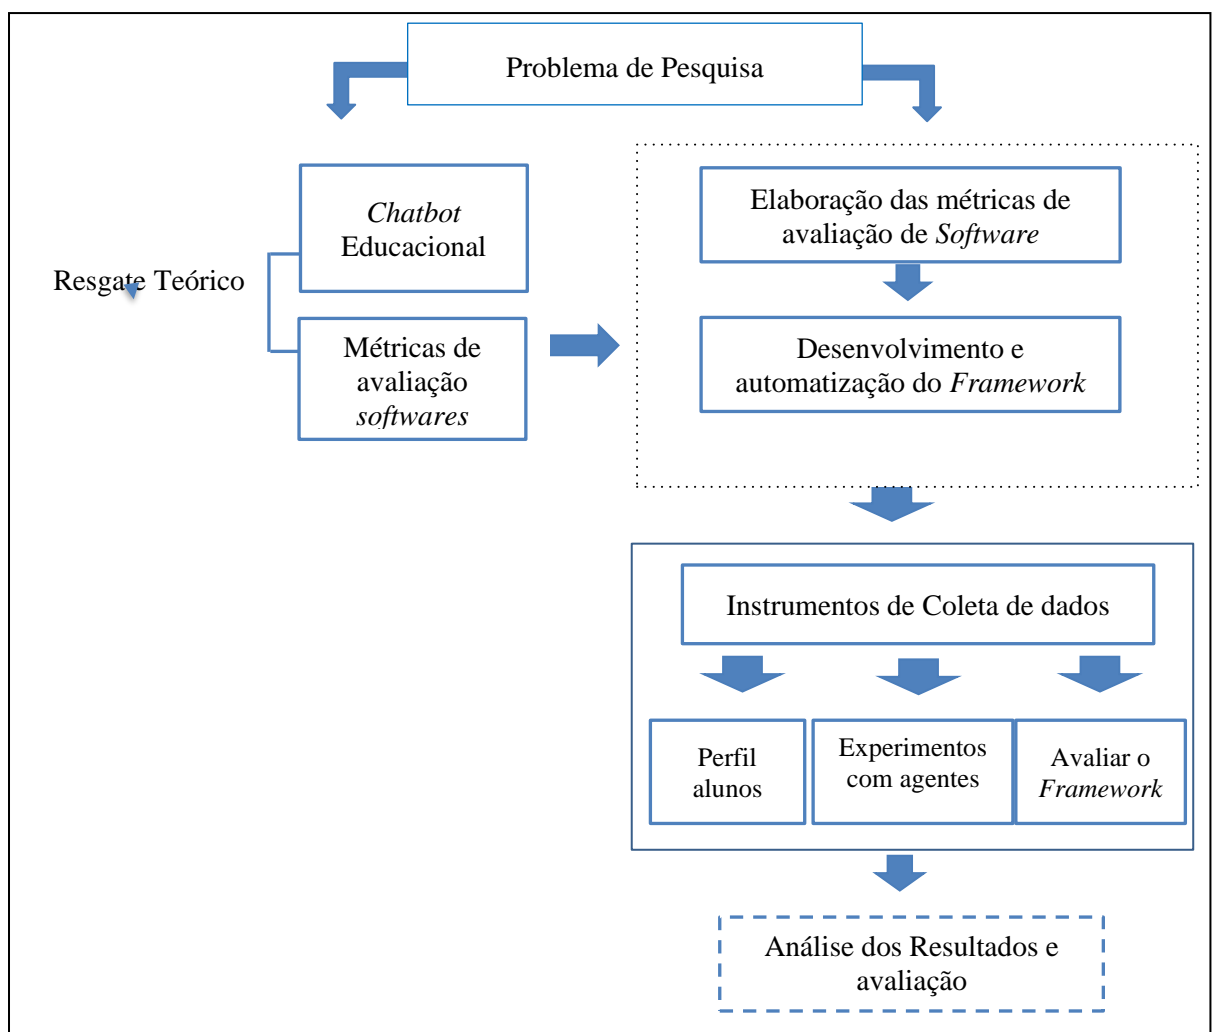 Problema de Pesquisa
Chatbot
Educacional
Resgate Teórico
Métricas de
avaliação
softwares
Elaboração das métricas de
avaliação de Software
Desenvolvimento e
automatização do Framework
Instrumentos de Coleta de dados
Perfil
alunos
Experimentos
com agentes
Avaliar o
Framework
Análise dos Resultados e
avaliação